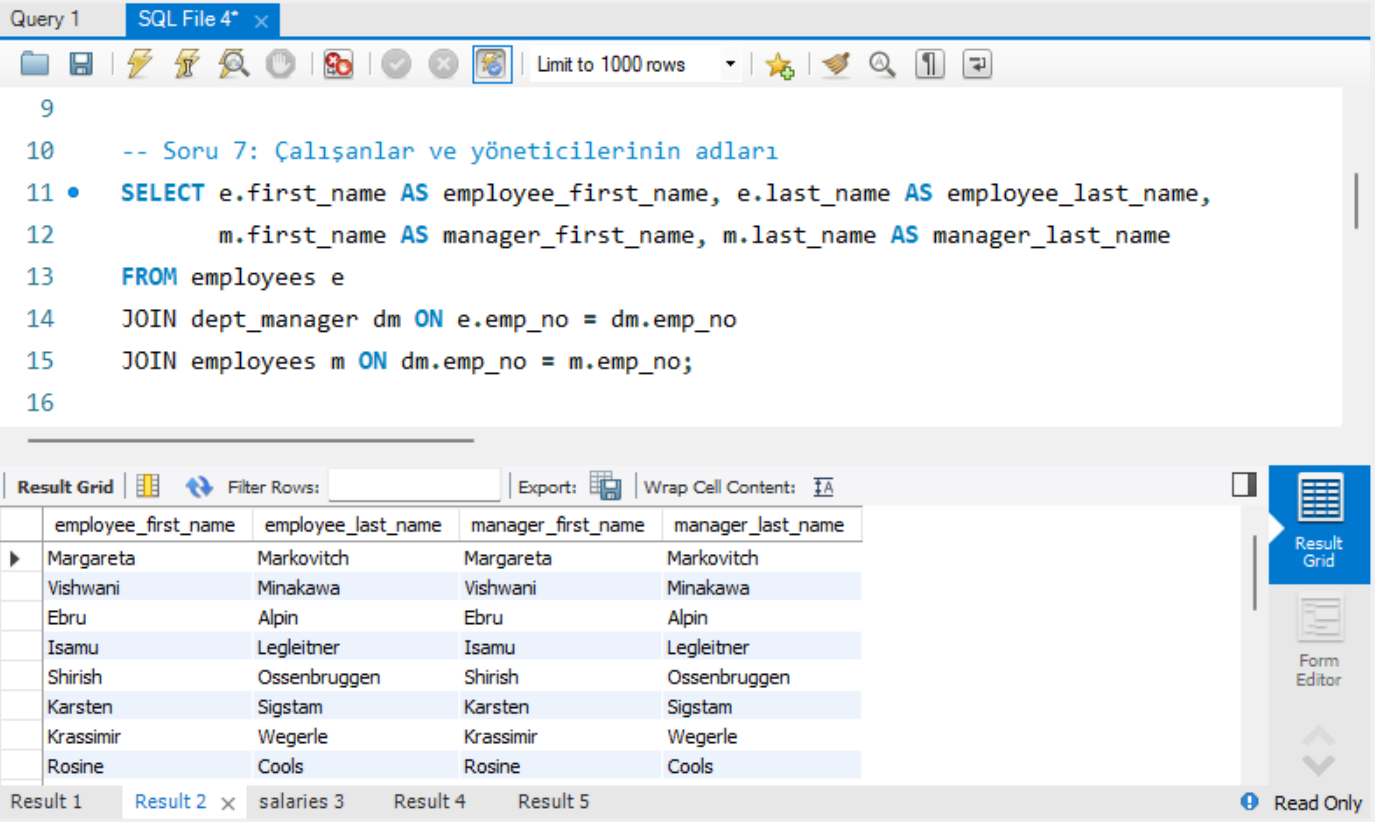 Query 1 SQL File 4* ×
Limit to 1000 rows
9
10 -- Soru 7: Çalışanlar ve yöneticilerinin adları
11 SELECT e.first_name AS employee_first_name, e.last_name AS employee_last_name,
12 m.first_name AS manager_first_name, m.last_name AS manager_last_name
13 FROM employees e
14 JOIN dept_manager dm ON e.emp_no = dm.emp_no
15 JOIN employees m ON dm.emp_no = m.emp_no;
16
Result Grid Filter Rows: Export: Wrap Cell Content: IA
employee_first_name employee_last_name manager_first_name manager_last_name
Margareta Markovitch Margareta Markovitch
Vishwani Minakawa Vishwani Minakawa
Ebru Alpin Ebru Alpin
Isamu Legleitner Isamu Legleitner
Shirish Ossenbruggen Shirish Ossenbruggen
Karsten Sigstam Karsten Sigstam
Krassimir Wegerle Krassimir Wegerle
Rosine Cools Rosine Cools
Result
Grid
Form
Editor
Result 1 Result 2 × salaries 3 Result 4 Result 5 Read Only